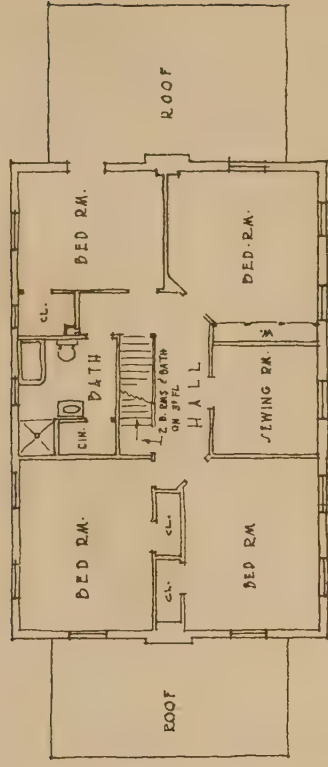 ROOF
BED RM.
CL.
BED-RM.
BATH
LIN.
2 B. RMS & BATH
ON 3' FL
HALL
SEWING RM.
BED RM.
CL.
CL.
BED RM
ROOF